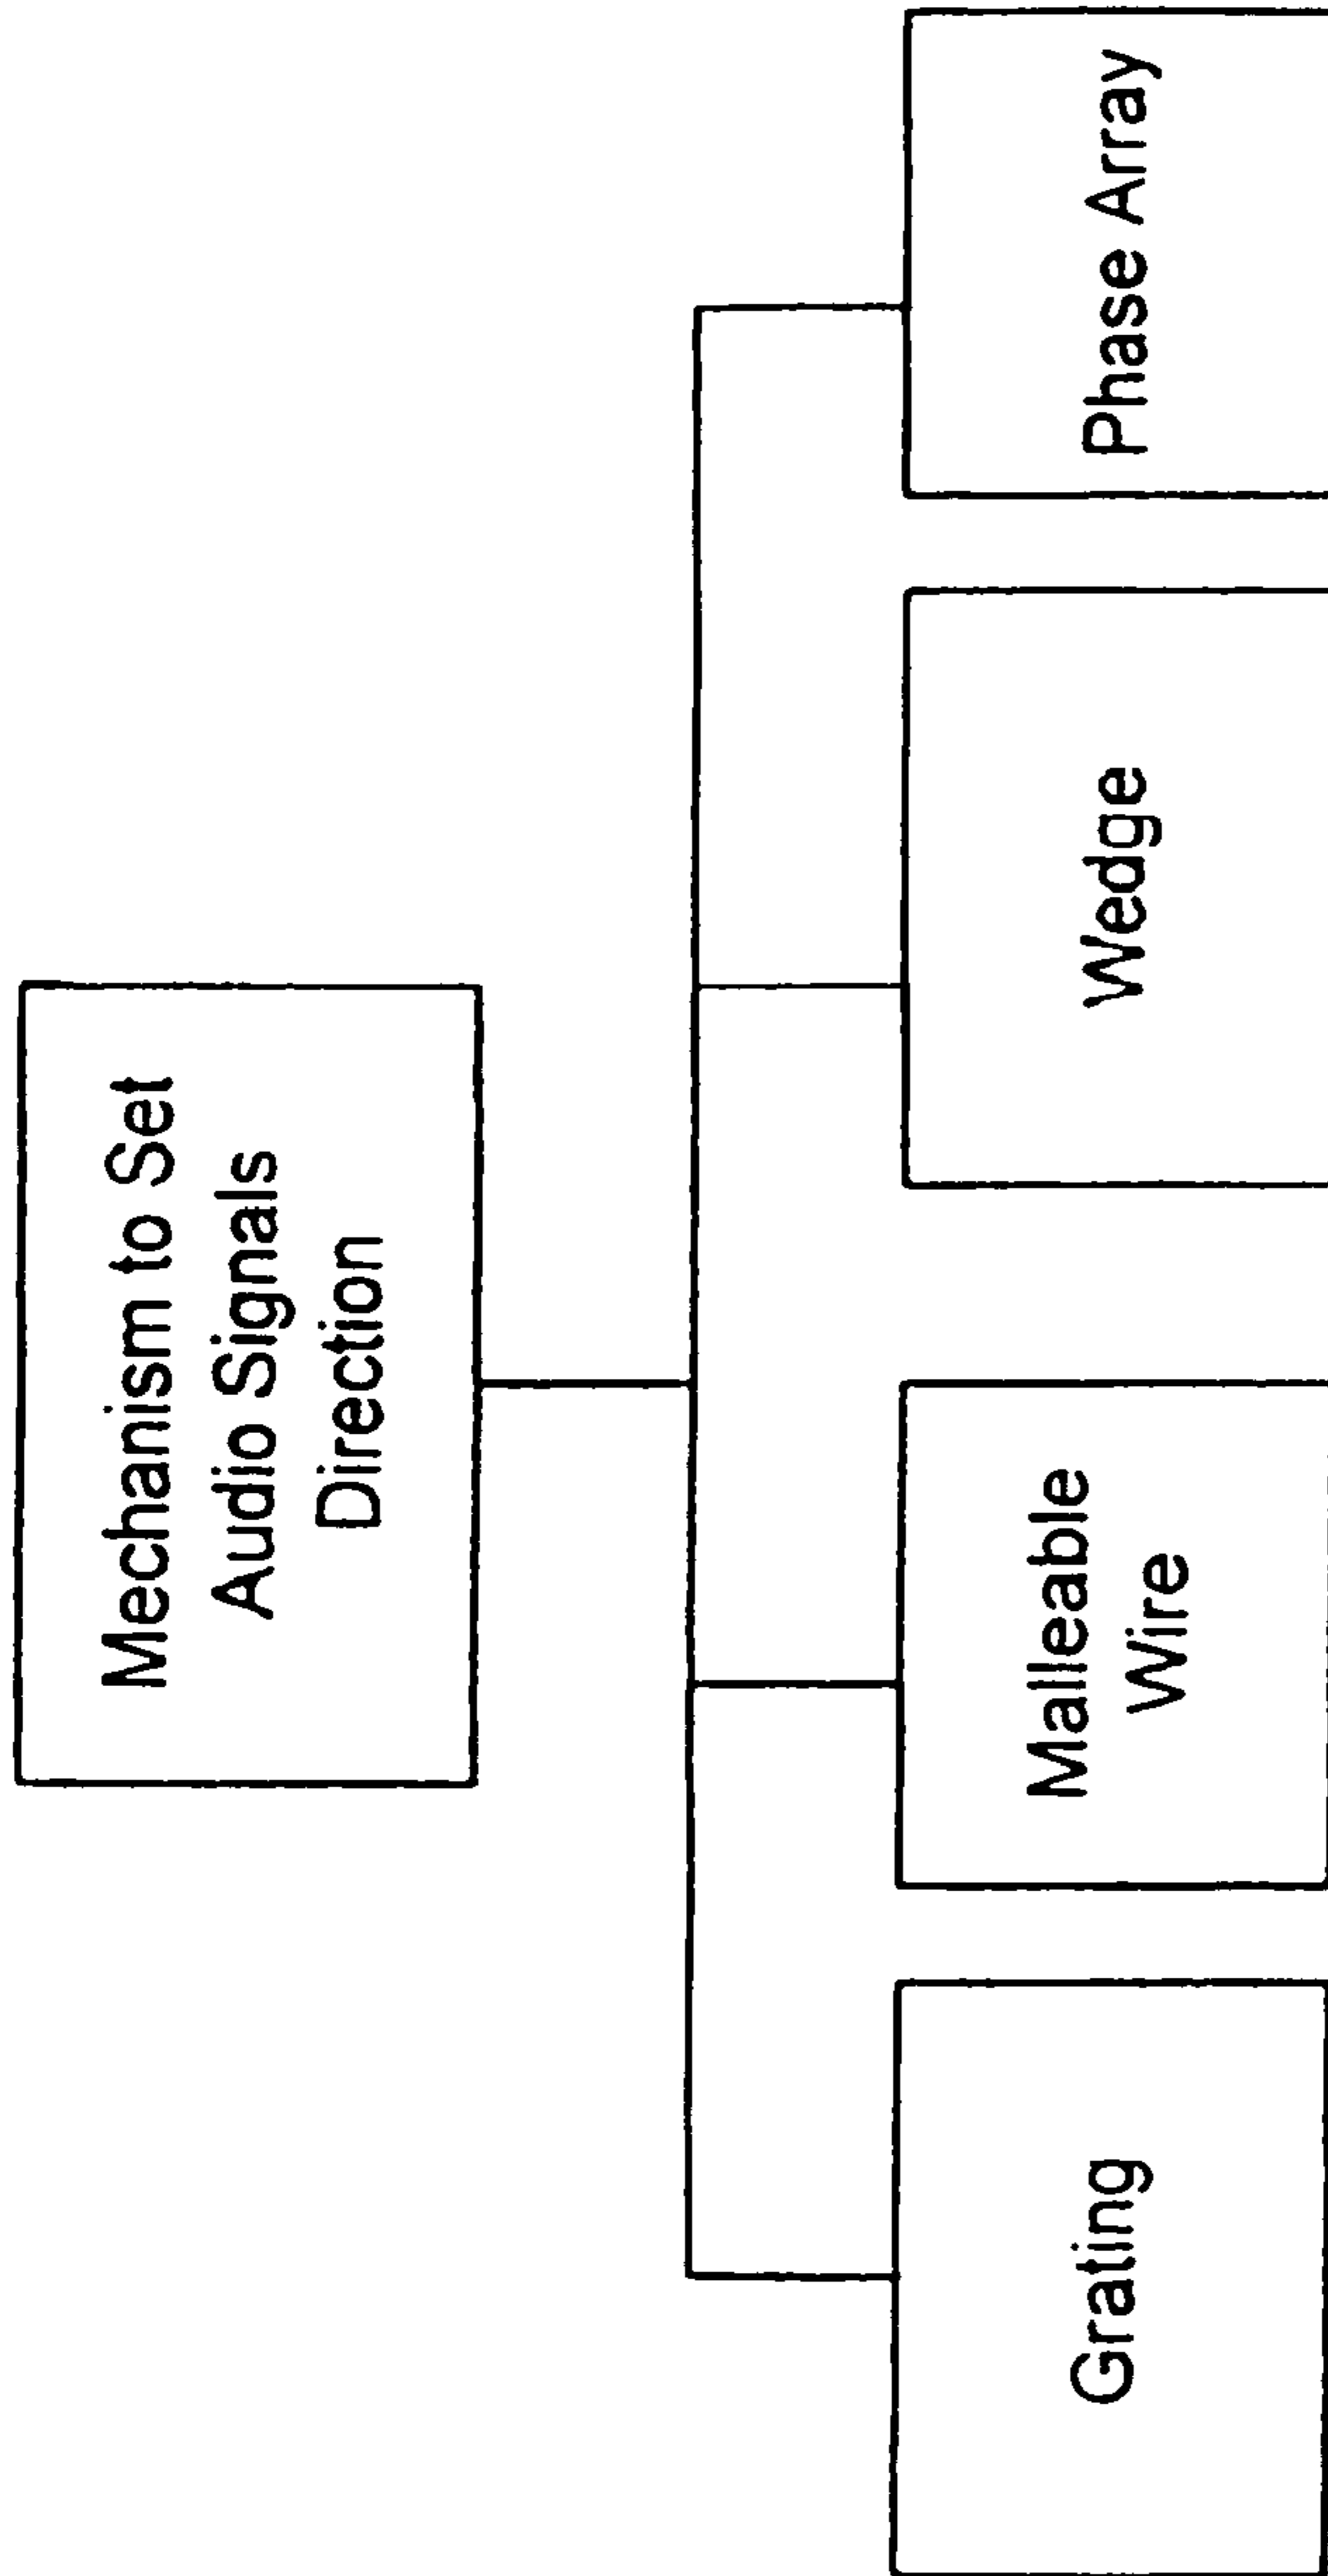 Mechanism to Set
Audio Signals
Direction
Grating
Malleable
Wire
Wedge
Phase Array